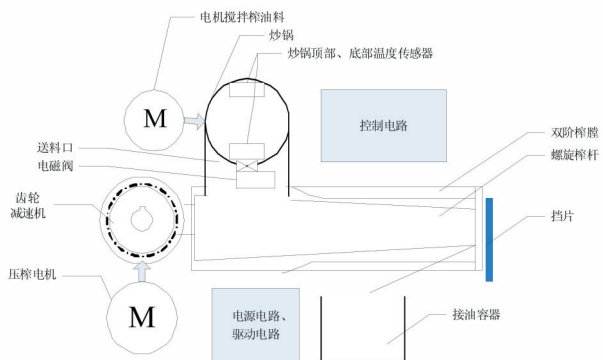 电机搅拌榨油料
炒锅
炒锅顶部、底部温度传感器
M
控制电路
送料口
电磁阀
双阶榨膛
螺旋榨杆
齿轮
减速机
挡片
压榨电机
M
电源电路、
驱动电路
接油容器